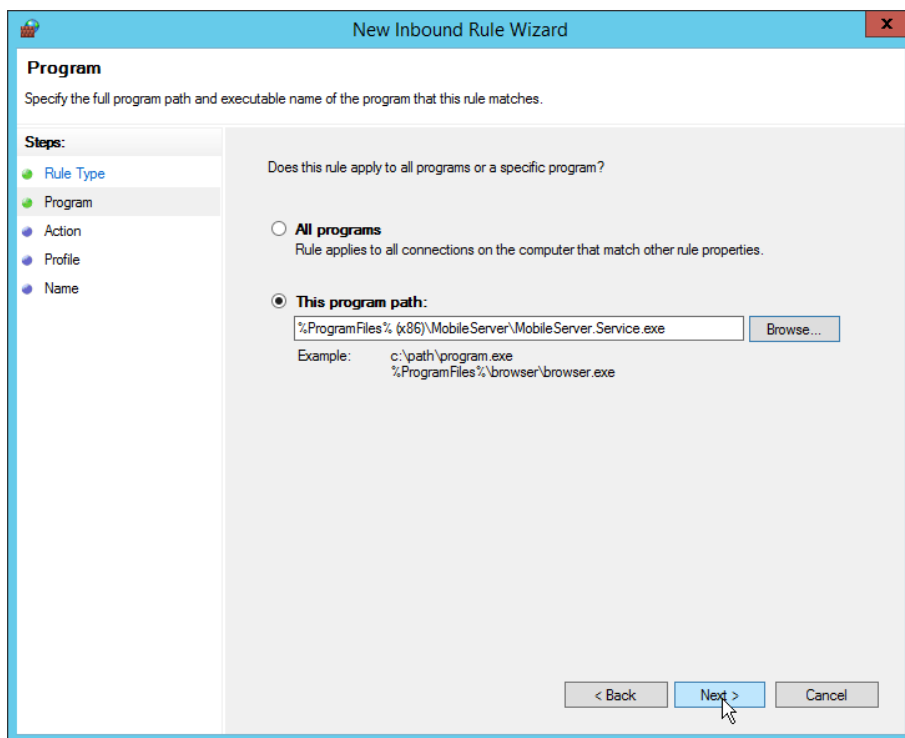 New Inbound Rule Wizard
x
Program
Specify the full program path and executable name of the program that this rule matches.
Steps:
Rule Type
Program
Action
Profile
Name
Does this rule apply to all programs or a specific program?
All programs
Rule applies to all connections on the computer that match other rule properties.
This program path:
%ProgramFiles% (x86)\MobileServer\MobileServer.Service.exe
Browse...
Example: c:\path\program.exe
%ProgramFiles%\browser\browser.exe
< Back
Next >
Cancel